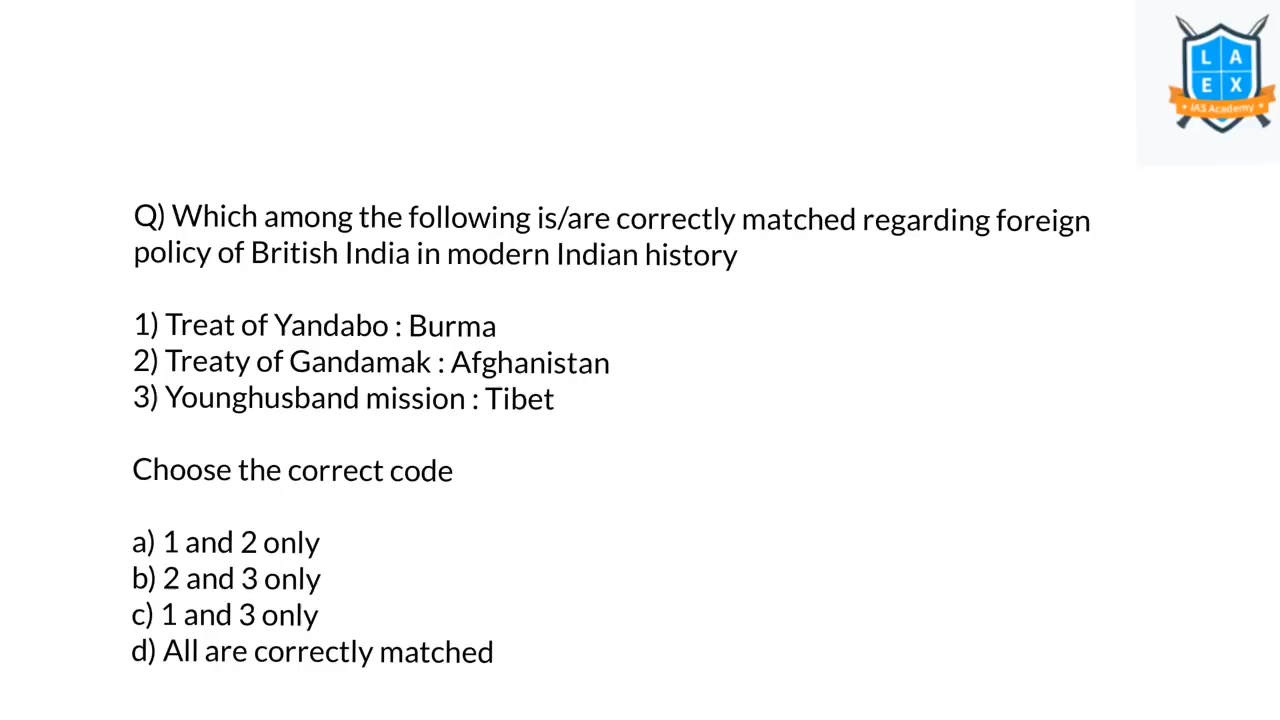 L A
E X
IAS Academy
Q) Which among the following is/are correctly matched regarding foreign
policy of British India in modern Indian history
1) Treat of Yandabo : Burma
2) Treaty of Gandamak : Afghanistan
3) Younghusband mission : Tibet
Choose the correct code
a) 1 and 2 only
b) 2 and 3 only
c) 1 and 3 only
d) All are correctly matched